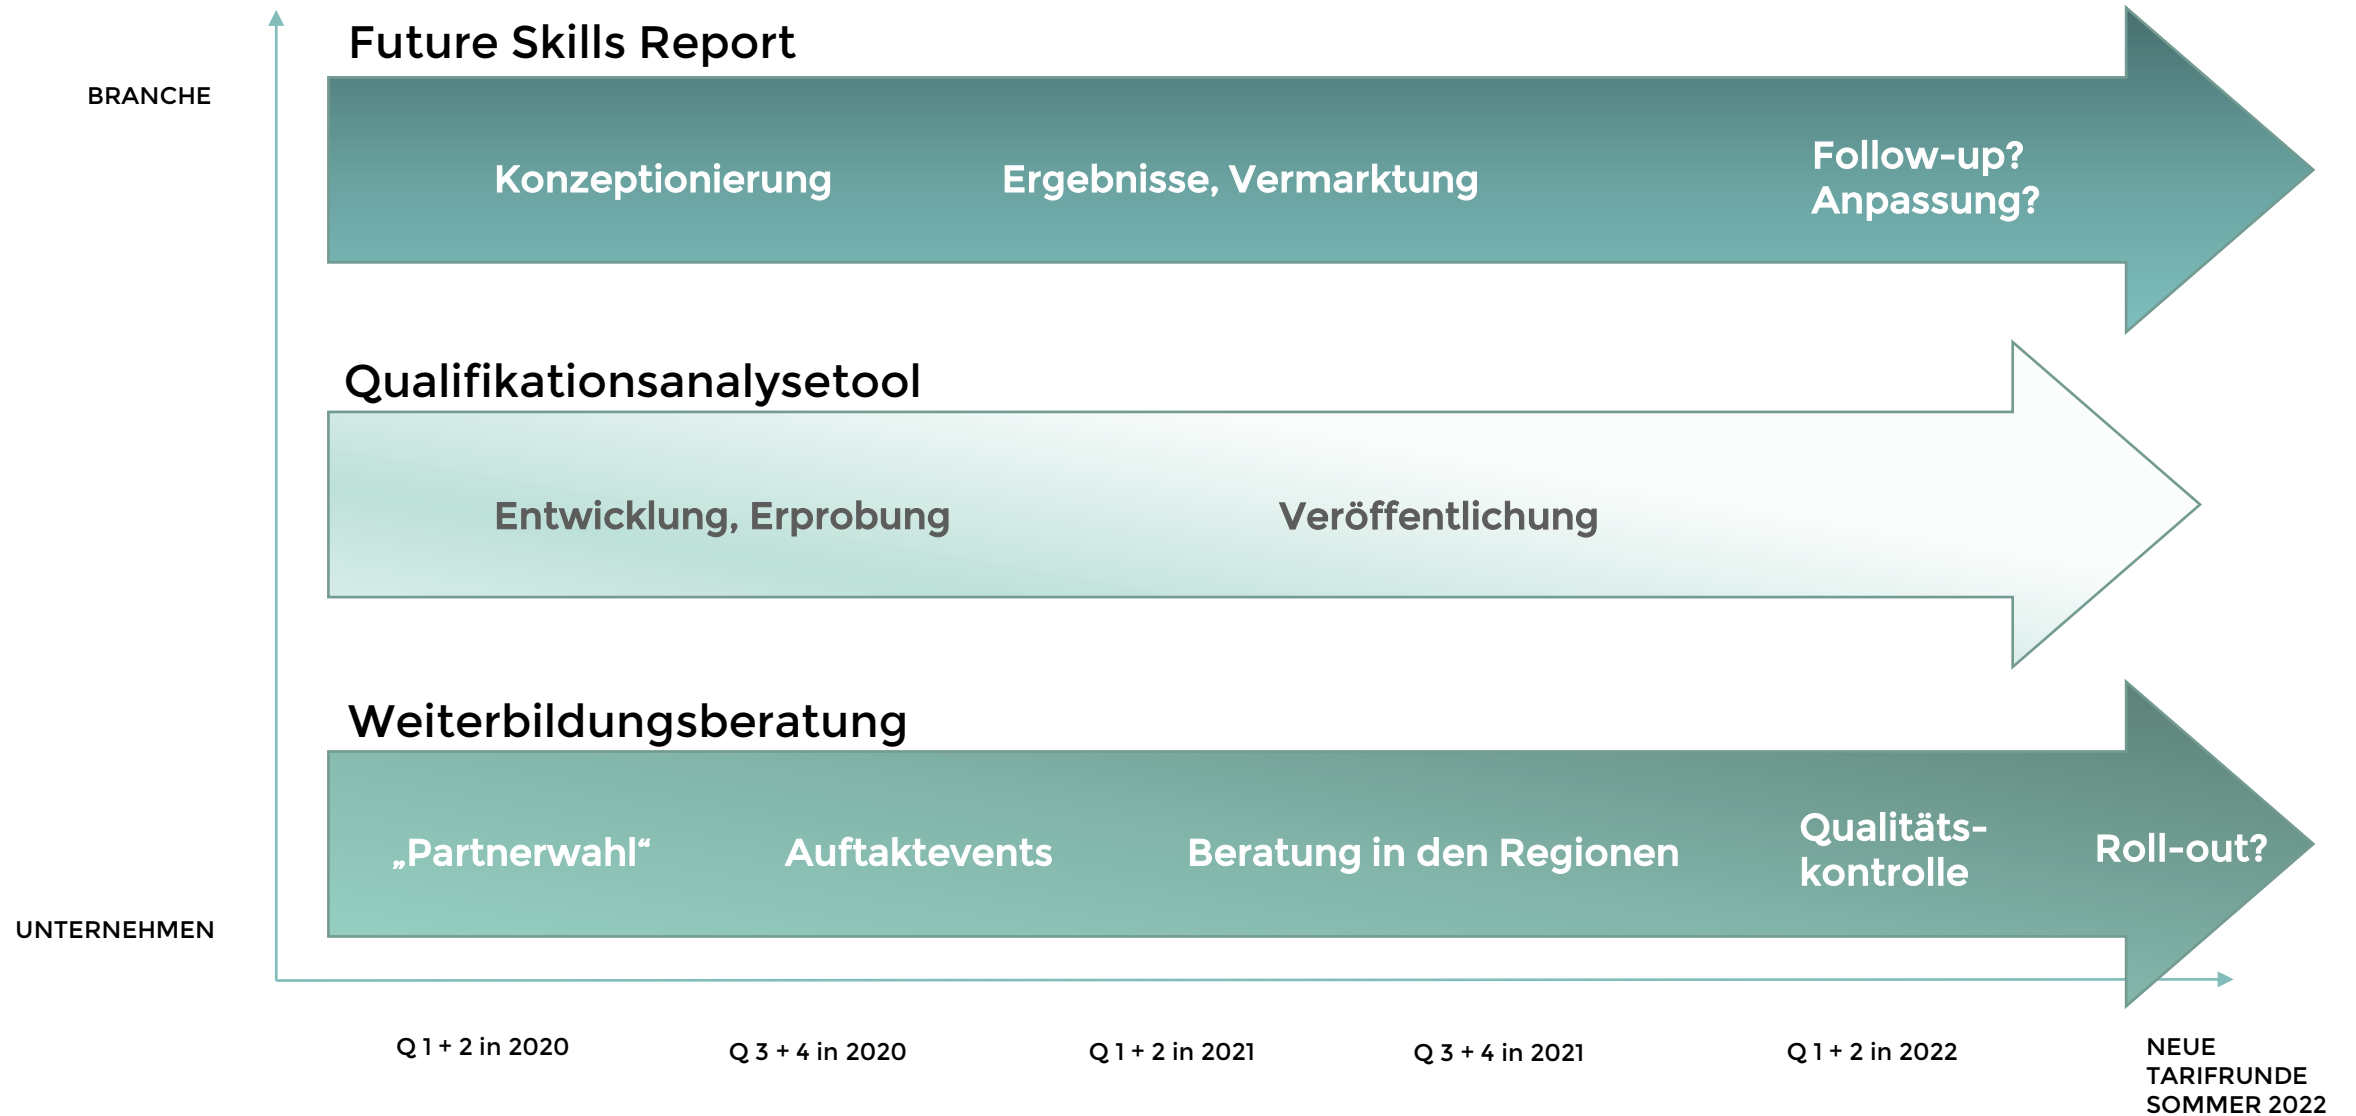 Future Skills Report
BRANCHE
Konzeptionierung
Ergebnisse, Vermarktung
Follow-up?
Anpassung?
Qualifikationsanalysetool
Entwicklung, Erprobung
Veröffentlichung
Weiterbildungsberatung
„Partnerwahl“
Auftaktevents
Beratung in den Regionen
Qualitäts-
kontrolle
Roll-out?
UNTERNEHMEN
Q 1 + 2 in 2020
Q 3 + 4 in 2020
Q 1 + 2 in 2021
Q 3 + 4 in 2021
Q 1 + 2 in 2022
NEUE
TARIFRUNDE
SOMMER 2022